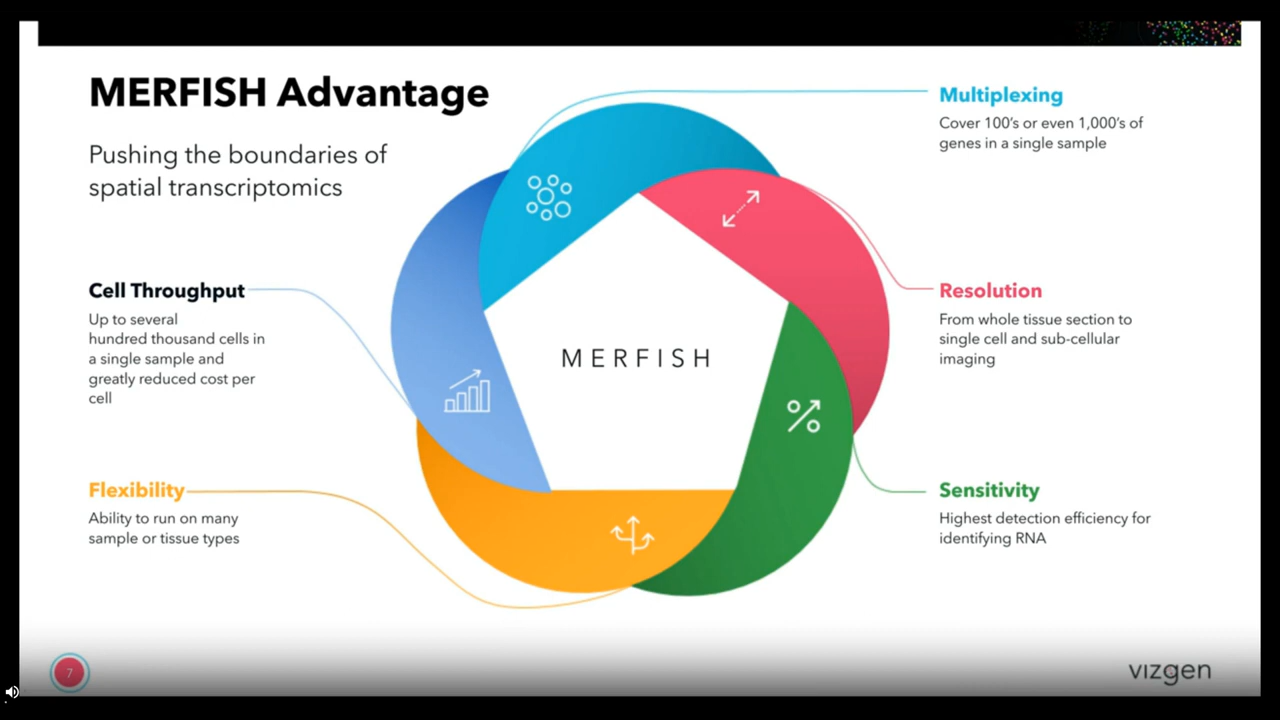 MERFISH Advantage
Pushing the boundaries of
spatial transcriptomics
Multiplexing
Cover 100's or even 1,000's of
genes in a single sample
Cell Throughput
Up to several
hundred thousand cells in
a single sample and
greatly reduced cost per
cell
Resolution
From whole tissue section to
single cell and sub-cellular
imaging
MERFISH
Flexibility
Ability to run on many
sample or tissue types
Sensitivity
Highest detection efficiency for
identifying RNA
7
vizgen